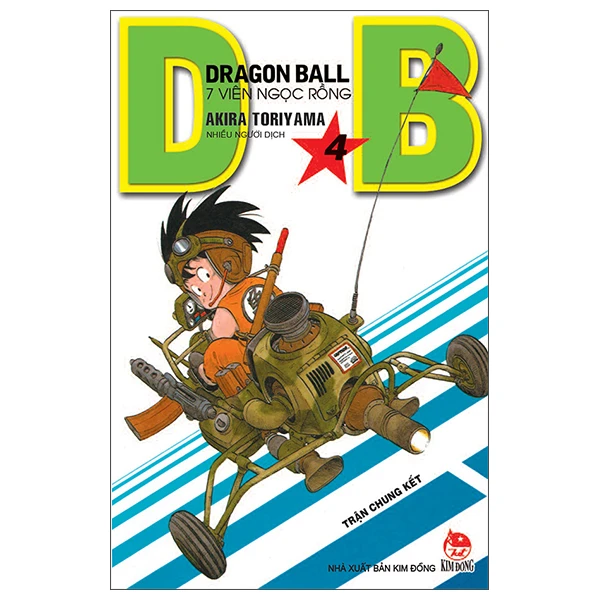 DB
DRAGON BALL
7 VIÊN NGỌC RỒNG
AKIRA TORIYAMA
NHIỀU NGƯỜI DỊCH
4
TRẬN CHUNG KẾT
NHÀ XUẤT BẢN KIM ĐỒNG
KIM ĐỒNG